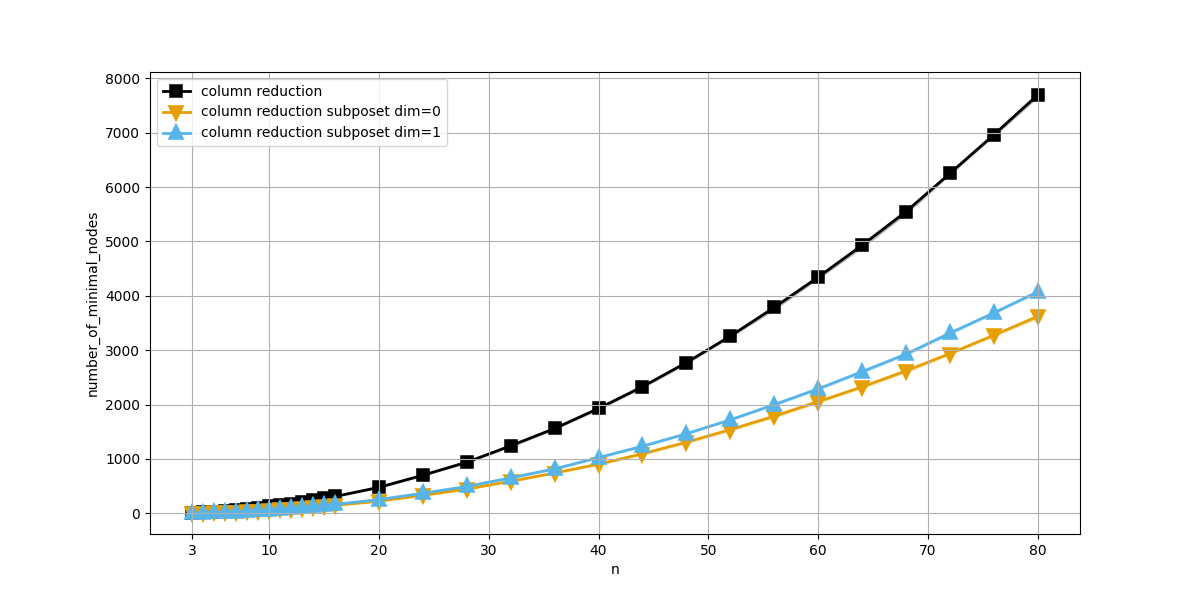 column reduction
column reduction subposet dim=0
column reduction subposet dim=1
number_of_minimal_nodes
8000
7000
6000
5000
4000
3000
2000
1000
0
3 10 20 30 40 50 60 70 80
n